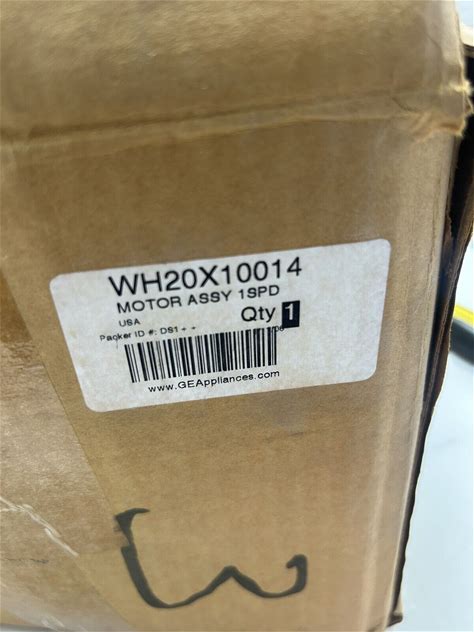 WH20X10014
MOTOR ASSY 1SPD
USA
Qty 1
Packer ID #: DS1
www.GEAppliances.com
W